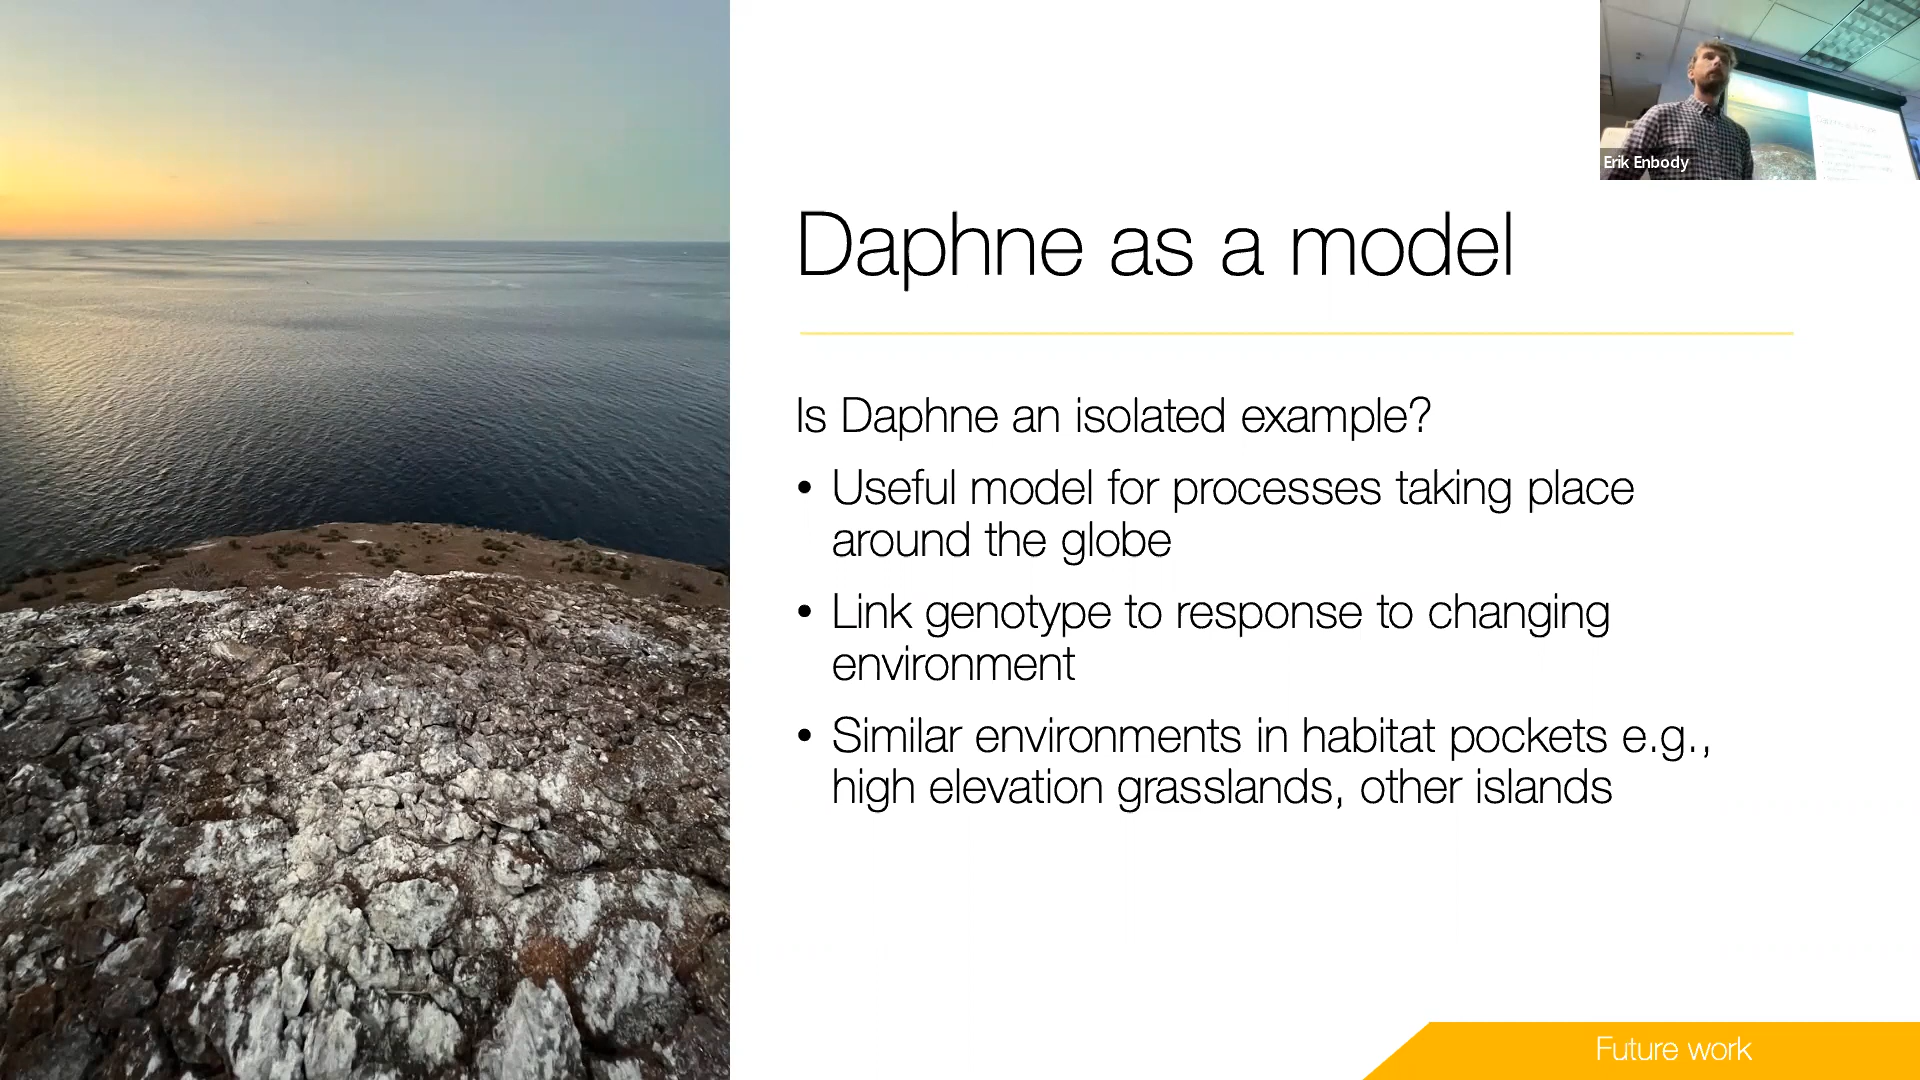 Erik Enbody
Daphne as a model
Is Daphne an isolated example?
• Useful model for processes taking place
around the globe
• Link genotype to response to changing
environment
• Similar environments in habitat pockets e.g.,
high elevation grasslands, other islands
Future work